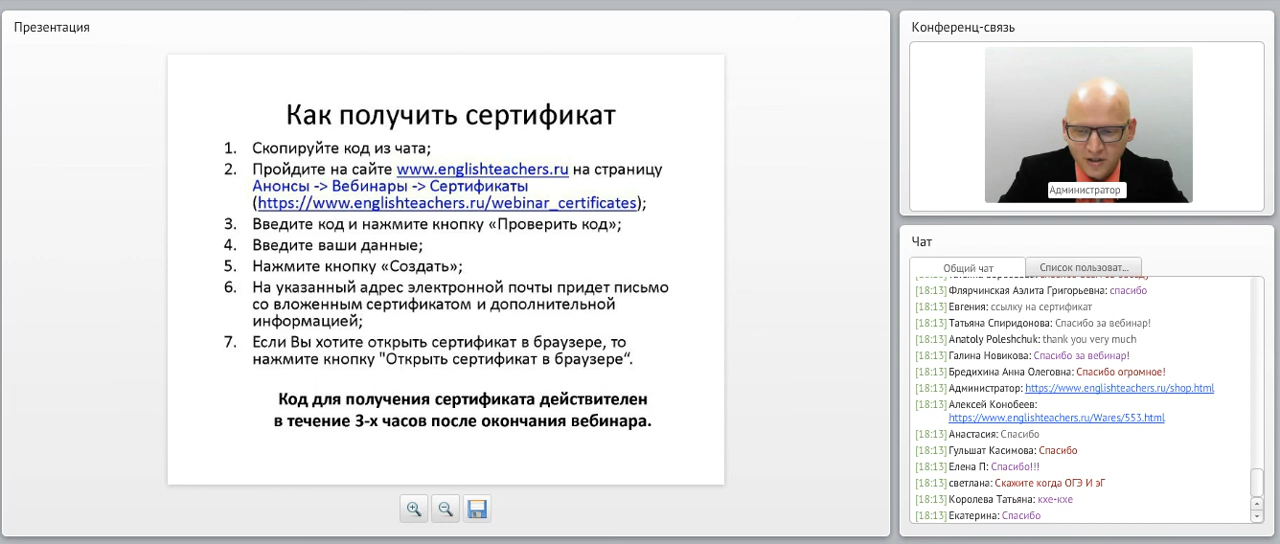 Презентация
Как получить сертификат
1. Скопируйте код из чата;
2. Пройдите на сайте www.englishteachers.ru на страницу
Анонсы -> Вебинары -> Сертификаты
(https://www.englishteachers.ru/webinar_certificates);
3. Введите код и нажмите кнопку «Проверить код»;
4. Введите ваши данные;
5. Нажмите кнопку «Создать»;
6. На указанный адрес электронной почты придет письмо
со вложенным сертификатом и дополнительной
информацией;
7. Если Вы хотите открыть сертификат в браузере, то
нажмите кнопку "Открыть сертификат в браузере“.
Код для получения сертификата действителен
в течение 3-х часов после окончания вебинара.
Конференц-связь
Администратор
Чат
Общий чат
Список пользоват...
[18:13] Флярчинская Аэлита Григорьевна: спасибо
[18:13] Евгения: ссылку на сертификат
[18:13] Татьяна Спиридонова: Спасибо за вебинар!
[18:13] Anatoly Poleshchuk: thank you very much
[18:13] Галина Новикова: Спасибо за вебинар!
[18:13] Бредихина Анна Олеговна: Спасибо огромное!
[18:13] Администратор: https://www.englishteachers.ru/shop.html
[18:13] Алексей Конобеев:
https://www.englishteachers.ru/Wares/553.html
[18:13] Анастасия: Спасибо
[18:13] Гульшат Касимова: Спасибо
[18:13] Елена П: Спасибо!!!
[18:13] светлана: Скажите когда ОГЭ И эГ
[18:13] Королева Татьяна: кхе-кхе
[18:13] Екатерина: Спасибо